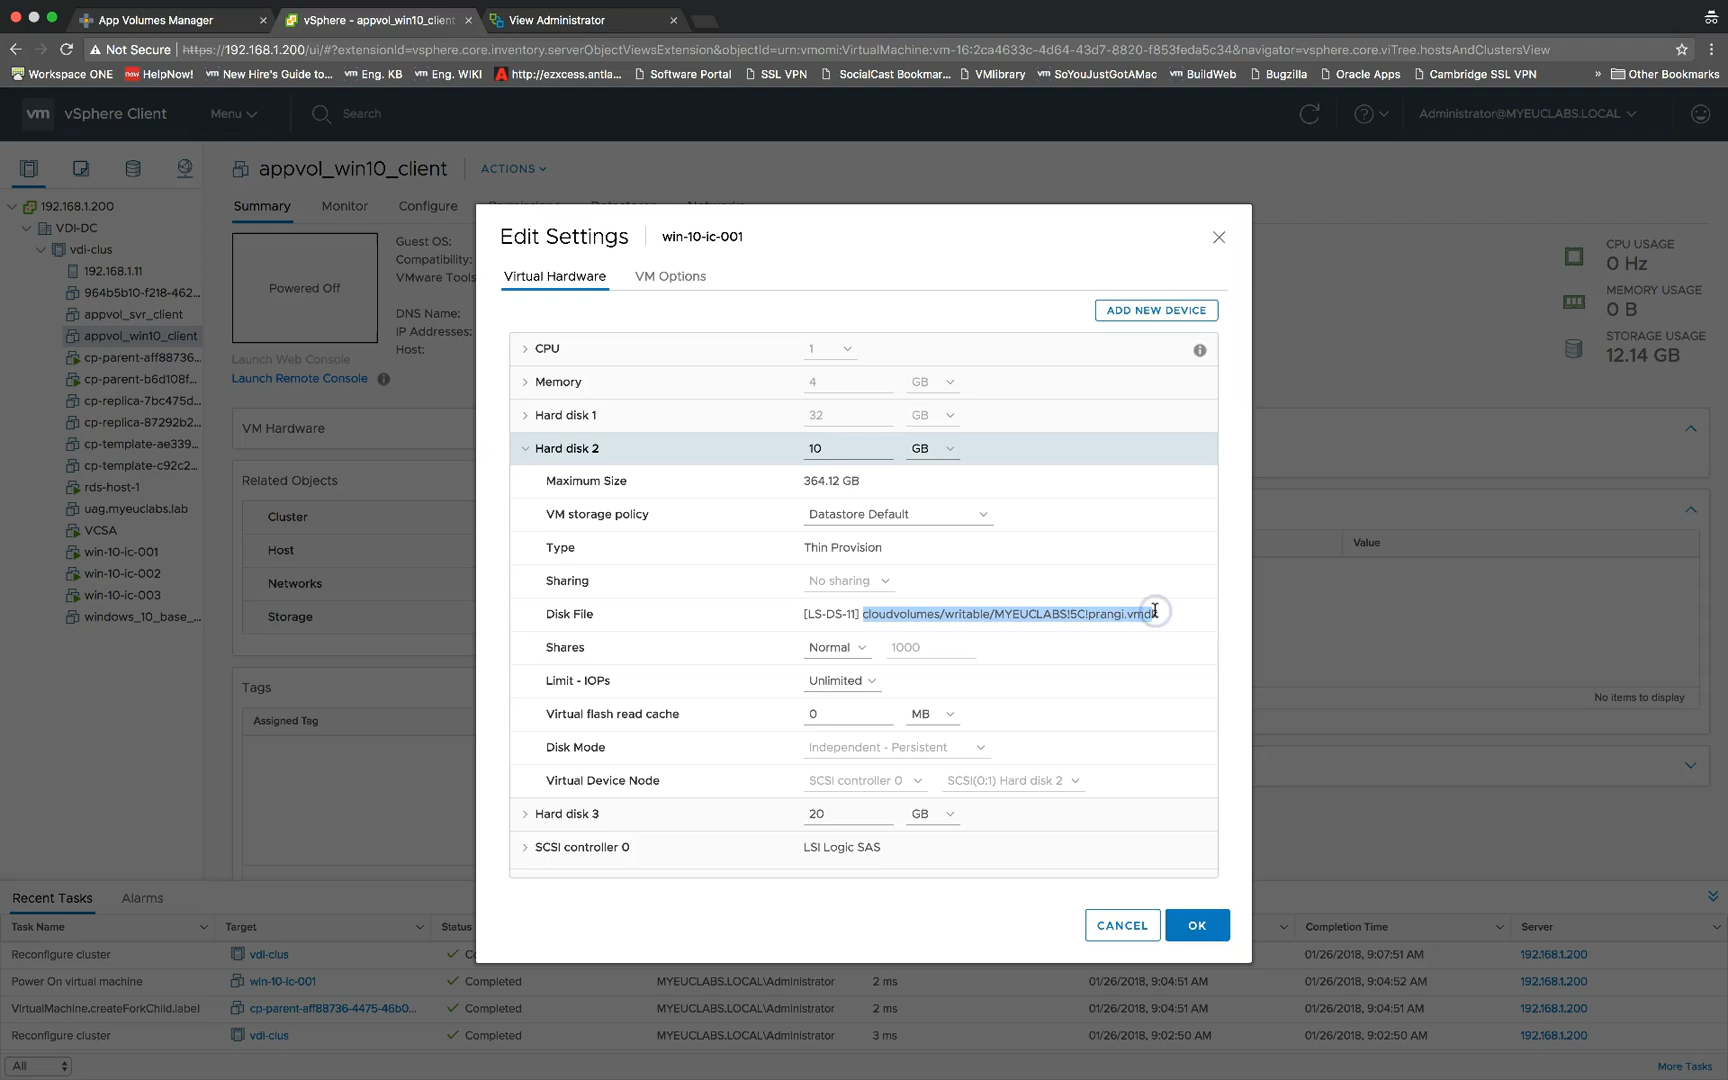 App Volumes Manager
vSphere - appvol_win10_client
View Administrator
Not Secure | https://192.168.1.200/ui/#?extensionId=vsphere.core.inventory.serverObjectViewsExtension&objectId=urn:vmomi:VirtualMachine:vm-16:2ca4633c-4d64-43d7-8820-f853feda5c34&navigator=vsphere.core.viTree.hostsAndClustersView
Workspace ONE now HelpNow! vm New Hire's Guide to... vm Eng. KB vm Eng. WIKI http://ezxcess.antla... Software Portal SSL VPN SocialCast Bookmar... VMlibrary vm SoYouJustGotAMac vm BuildWeb Bugzilla Oracle Apps Cambridge SSL VPN » Other Bookmarks
vm vSphere Client Menu Search Administrator@MYEUCLABS.LOCAL
appvol_win10_client ACTIONS
Summary Monitor Configure
192.168.1.200
VDI-DC
vdi-clus
192.168.1.11
964b5b10-f218-462...
appvol_svr_client
appvol_win10_client
cp-parent-aff88736...
cp-parent-b6d108f...
cp-replica-7bc475d...
cp-replica-87292b2...
cp-template-ae339...
cp-template-c92c2...
rds-host-1
uag.myeuclabs.lab
VCSA
win-10-ic-001
win-10-ic-002
win-10-ic-003
windows_10_base_...
Powered Off
Launch Web Console
Launch Remote Console
Guest OS:
Compatibility:
VMware Tools
DNS Name:
IP Addresses:
Host:
VM Hardware
Related Objects
Cluster
Host
Networks
Storage
Tags
Assigned Tag
Edit Settings win-10-ic-001
Virtual Hardware VM Options
ADD NEW DEVICE
CPU 1
Memory 4 GB
Hard disk 1 32 GB
Hard disk 2 10 GB
Maximum Size 364.12 GB
VM storage policy Datastore Default
Type Thin Provision
Sharing No sharing
Disk File [LS-DS-11] cloudvolumes/writable/MYEUCLABS!5C!prangi.vmdk
Shares Normal 1000
Limit - IOPs Unlimited
Virtual flash read cache 0 MB
Disk Mode Independent - Persistent
Virtual Device Node SCSI controller 0 SCSI(0:1) Hard disk 2
Hard disk 3 20 GB
SCSI controller 0 LSI Logic SAS
CANCEL OK
CPU USAGE
0 Hz
MEMORY USAGE
0 B
STORAGE USAGE
12.14 GB
Value
No items to display
Recent Tasks Alarms
Task Name Target Status Completion Time Server
Reconfigure cluster vdi-clus 01/26/2018, 9:07:51 AM 192.168.1.200
Power On virtual machine win-10-ic-001 Completed MYEUCLABS.LOCAL\Administrator 2 ms 01/26/2018, 9:04:51 AM 01/26/2018, 9:04:52 AM 192.168.1.200
VirtualMachine.createForkChild.label cp-parent-aff88736-4475-46b0... Completed MYEUCLABS.LOCAL\Administrator 2 ms 01/26/2018, 9:04:51 AM 01/26/2018, 9:04:51 AM 192.168.1.200
Reconfigure cluster vdi-clus Completed MYEUCLABS.LOCAL\Administrator 3 ms 01/26/2018, 9:02:50 AM 01/26/2018, 9:02:50 AM 192.168.1.200
All More Tasks